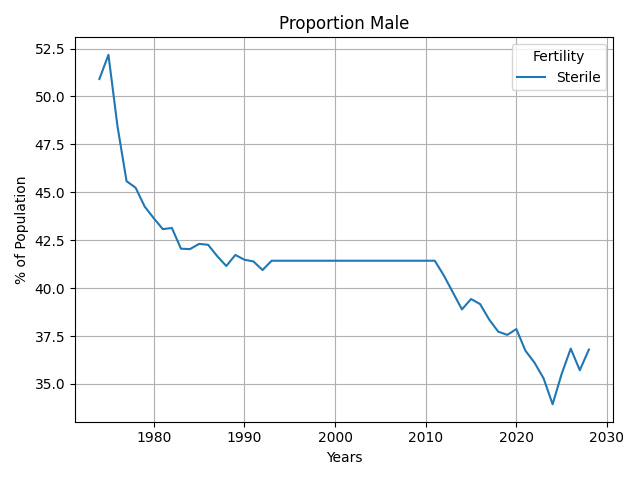 Proportion Male
Fertility
Sterile
% of Population
52.5
50.0
47.5
45.0
42.5
40.0
37.5
35.0
1980 1990 2000 2010 2020 2030
Years